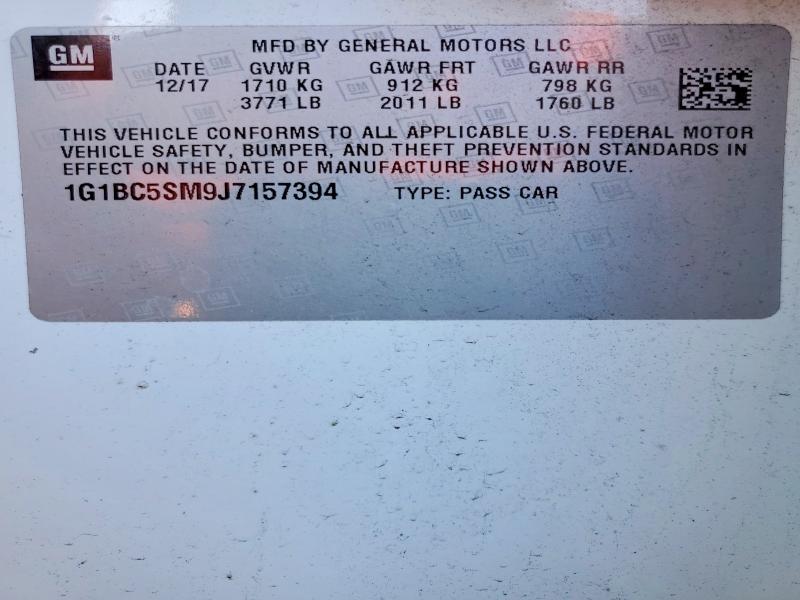 GM
MFD BY GENERAL MOTORS LLC
DATE GVWR GAWR FRT GAWR RR
12/17 1710 KG 912 KG 798 KG
3771 LB 2011 LB 1760 LB
THIS VEHICLE CONFORMS TO ALL APPLICABLE U.S. FEDERAL MOTOR
VEHICLE SAFETY, BUMPER, AND THEFT PREVENTION STANDARDS IN
EFFECT ON THE DATE OF MANUFACTURE SHOWN ABOVE.
1G1BC5SM9J7157394 TYPE: PASS CAR